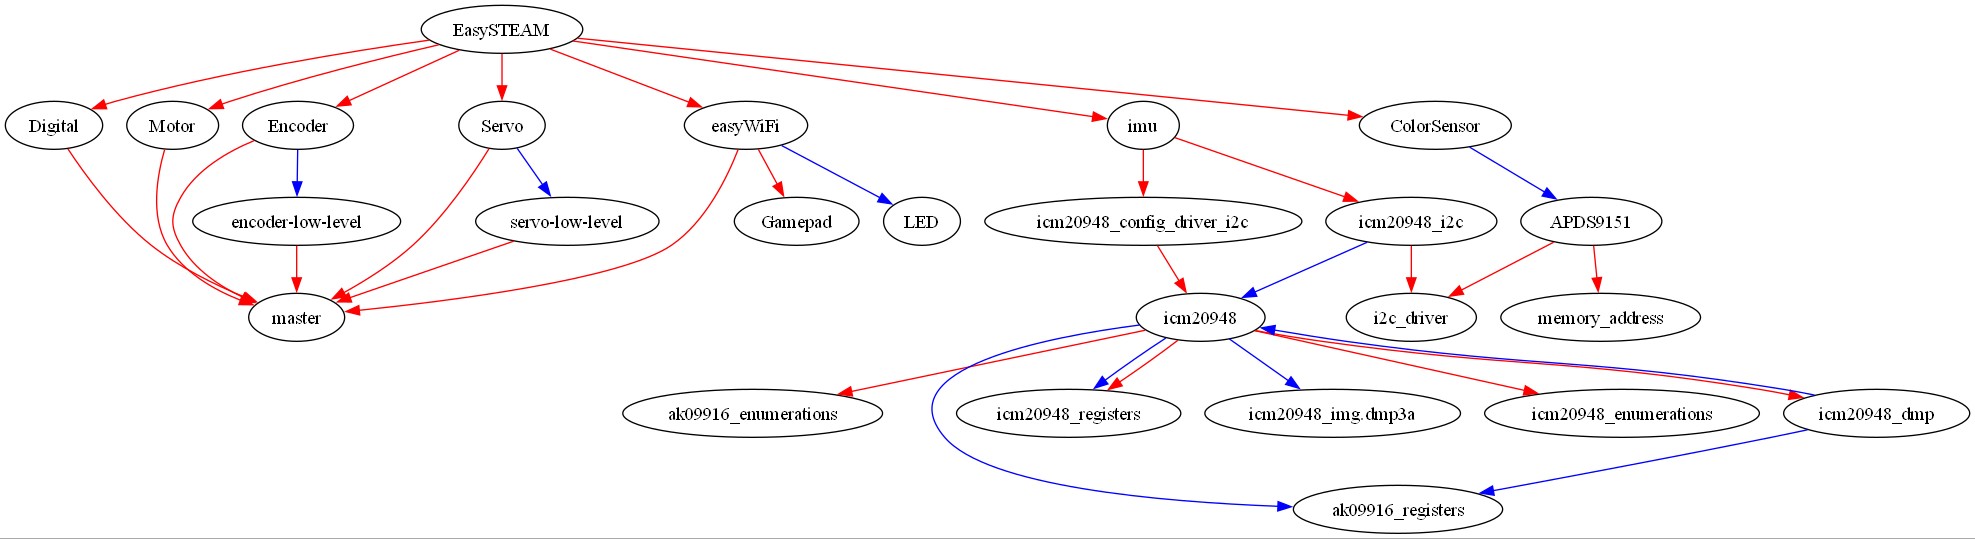 EasySTEAM
Digital
Motor
Encoder
Servo
easyWiFi
imu
ColorSensor
encoder-low-level
servo-low-level
Gamepad
LED
icm20948_config_driver_i2c
icm20948_i2c
APDS9151
master
icm20948
i2c_driver
memory_address
ak09916_enumerations
icm20948_registers
icm20948_img.dmp3a
icm20948_enumerations
icm20948_dmp
ak09916_registers